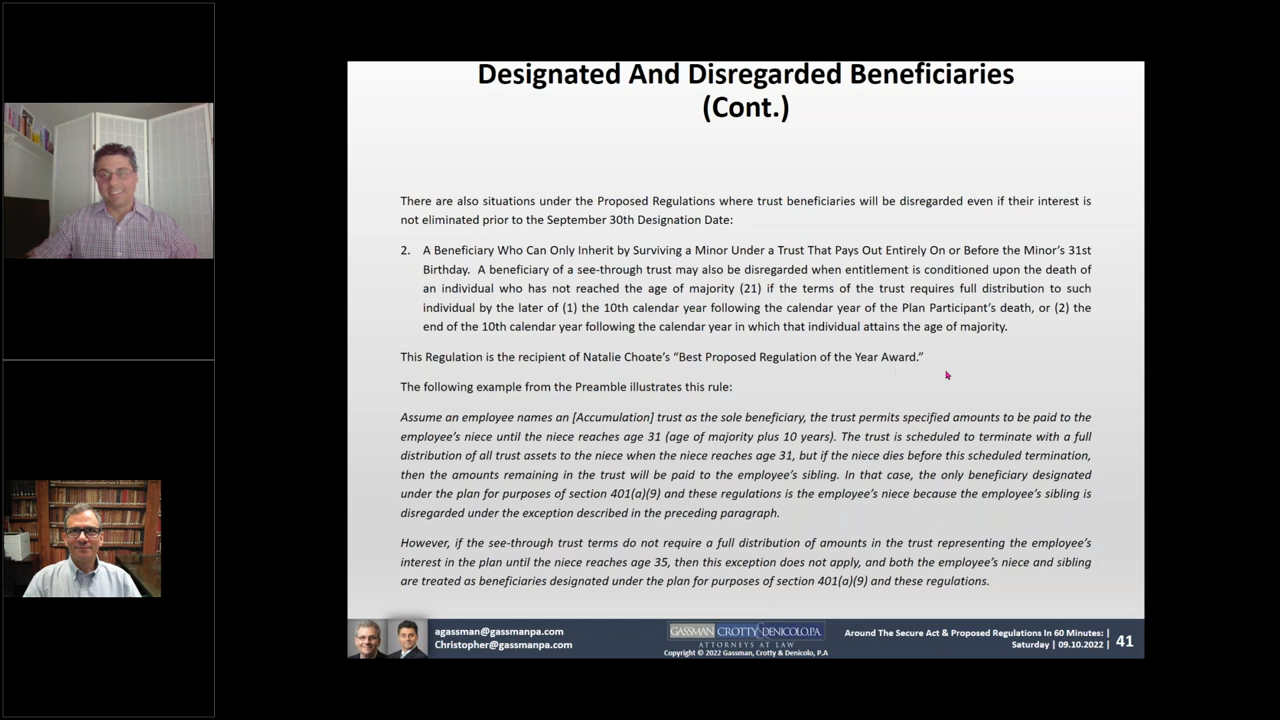 Designated And Disregarded Beneficiaries
(Cont.)
There are also situations under the Proposed Regulations where trust beneficiaries will be disregarded even if their interest is
not eliminated prior to the September 30th Designation Date:
2. A Beneficiary Who Can Only Inherit by Surviving a Minor Under a Trust That Pays Out Entirely On or Before the Minor's 31st
Birthday. A beneficiary of a see-through trust may also be disregarded when entitlement is conditioned upon the death of
an individual who has not reached the age of majority (21) if the terms of the trust requires full distribution to such
individual by the later of (1) the 10th calendar year following the calendar year of the Plan Participant's death, or (2) the
end of the 10th calendar year following the calendar year in which that individual attains the age of majority.
This Regulation is the recipient of Natalie Choate's "Best Proposed Regulation of the Year Award."
The following example from the Preamble illustrates this rule:
Assume an employee names an [Accumulation] trust as the sole beneficiary, the trust permits specified amounts to be paid to the
employee's niece until the niece reaches age 31 (age of majority plus 10 years). The trust is scheduled to terminate with a full
distribution of all trust assets to the niece when the niece reaches age 31, but if the niece dies before this scheduled termination,
then the amounts remaining in the trust will be paid to the employee's sibling. In that case, the only beneficiary designated
under the plan for purposes of section 401(a)(9) and these regulations is the employee's niece because the employee's sibling is
disregarded under the exception described in the preceding paragraph.
However, if the see-through trust terms do not require a full distribution of amounts in the trust representing the employee's
interest in the plan until the niece reaches age 35, then this exception does not apply, and both the employee's niece and sibling
are treated as beneficiaries designated under the plan for purposes of section 401(a)(9) and these regulations.
agassman@gassmanpa.com
Christopher@gassmanpa.com
GASSMAN CROTTY & DENICOLO, P.A.
ATTORNEYS AT LAW
Copyright © 2022 Gassman, Crotty & Denicolo, P.A
Around The Secure Act & Proposed Regulations In 60 Minutes: |
Saturday | 09.10.2022 |
41